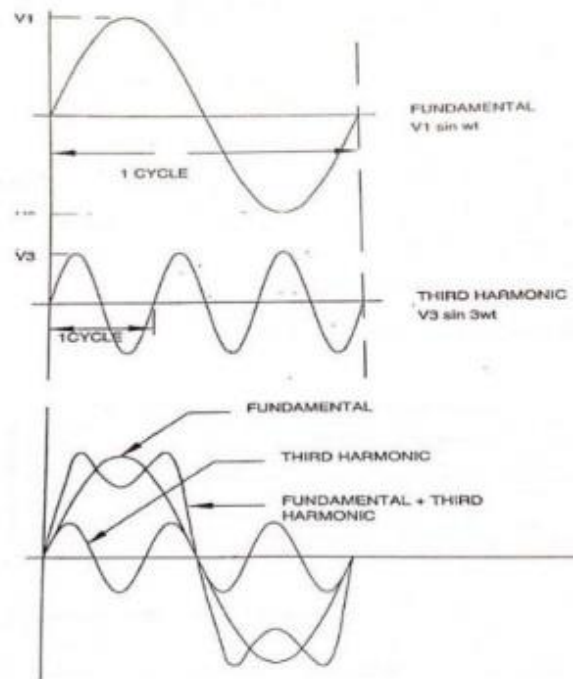 V1
FUNDAMENTAL
V1 sin wt
1 CYCLE
V3
THIRD HARMONIC
V3 sin 3wt
1CYCLE
FUNDAMENTAL
THIRD HARMONIC
FUNDAMENTAL + THIRD
HARMONIC